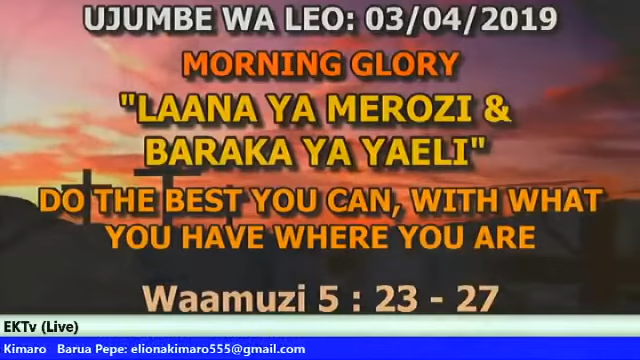 UJUMBE WA LEO: 03/04/2019
MORNING GLORY
"LAANA YA MEROZI &
BARAKA YA YAELI"
DO THE BEST YOU CAN, WITH WHAT
YOU HAVE WHERE YOU ARE
Waamuzi 5 : 23 - 27
EKTv (Live)
Kimaro Barua Pepe: elionakimaro555@gmail.com